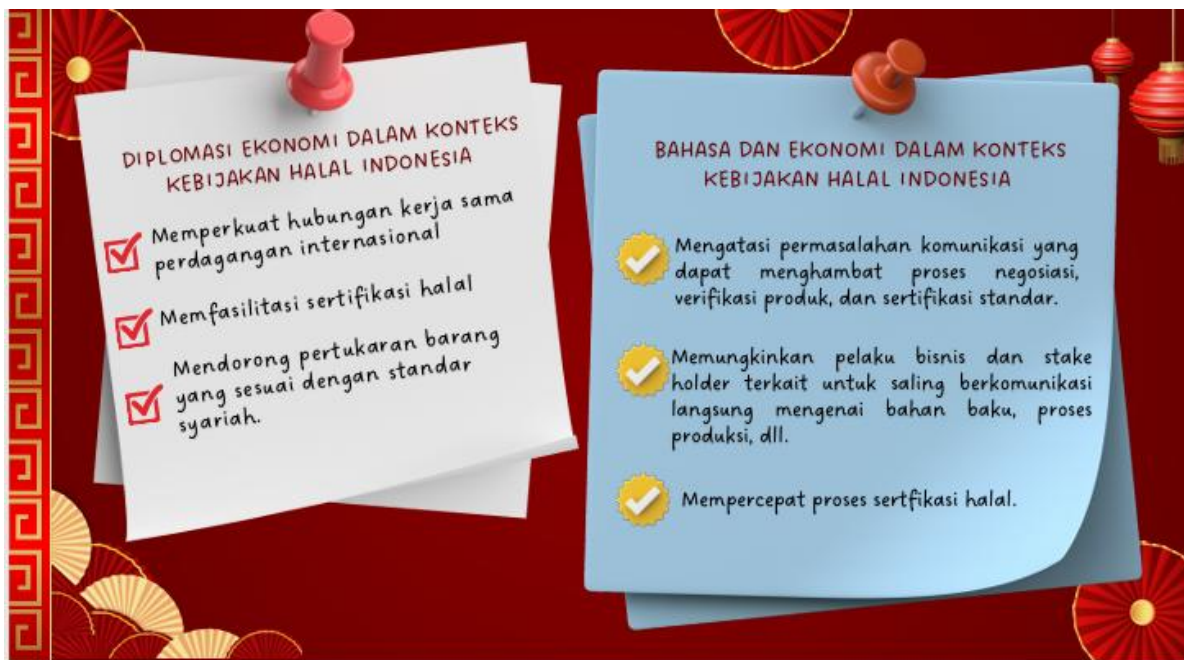 DIPLOMASI EKONOMI DALAM KONTEKS
KEBIJAKAN HALAL INDONESIA
Memperkuat hubungan kerja sama
perdagangan internasional
Memfasilitasi sertifikasi halal
Mendorong pertukaran barang
yang sesuai dengan standar
syariah.
BAHASA DAN EKONOMI DALAM KONTEKS
KEBIJAKAN HALAL INDONESIA
Mengatasi permasalahan komunikasi yang
dapat menghambat proses negosiasi,
verifikasi produk, dan sertifikasi standar.
Memungkinkan pelaku bisnis dan stake
holder terkait untuk saling berkomunikasi
langsung mengenai bahan baku, proses
produksi, dll.
Mempercepat proses sertfikasi halal.